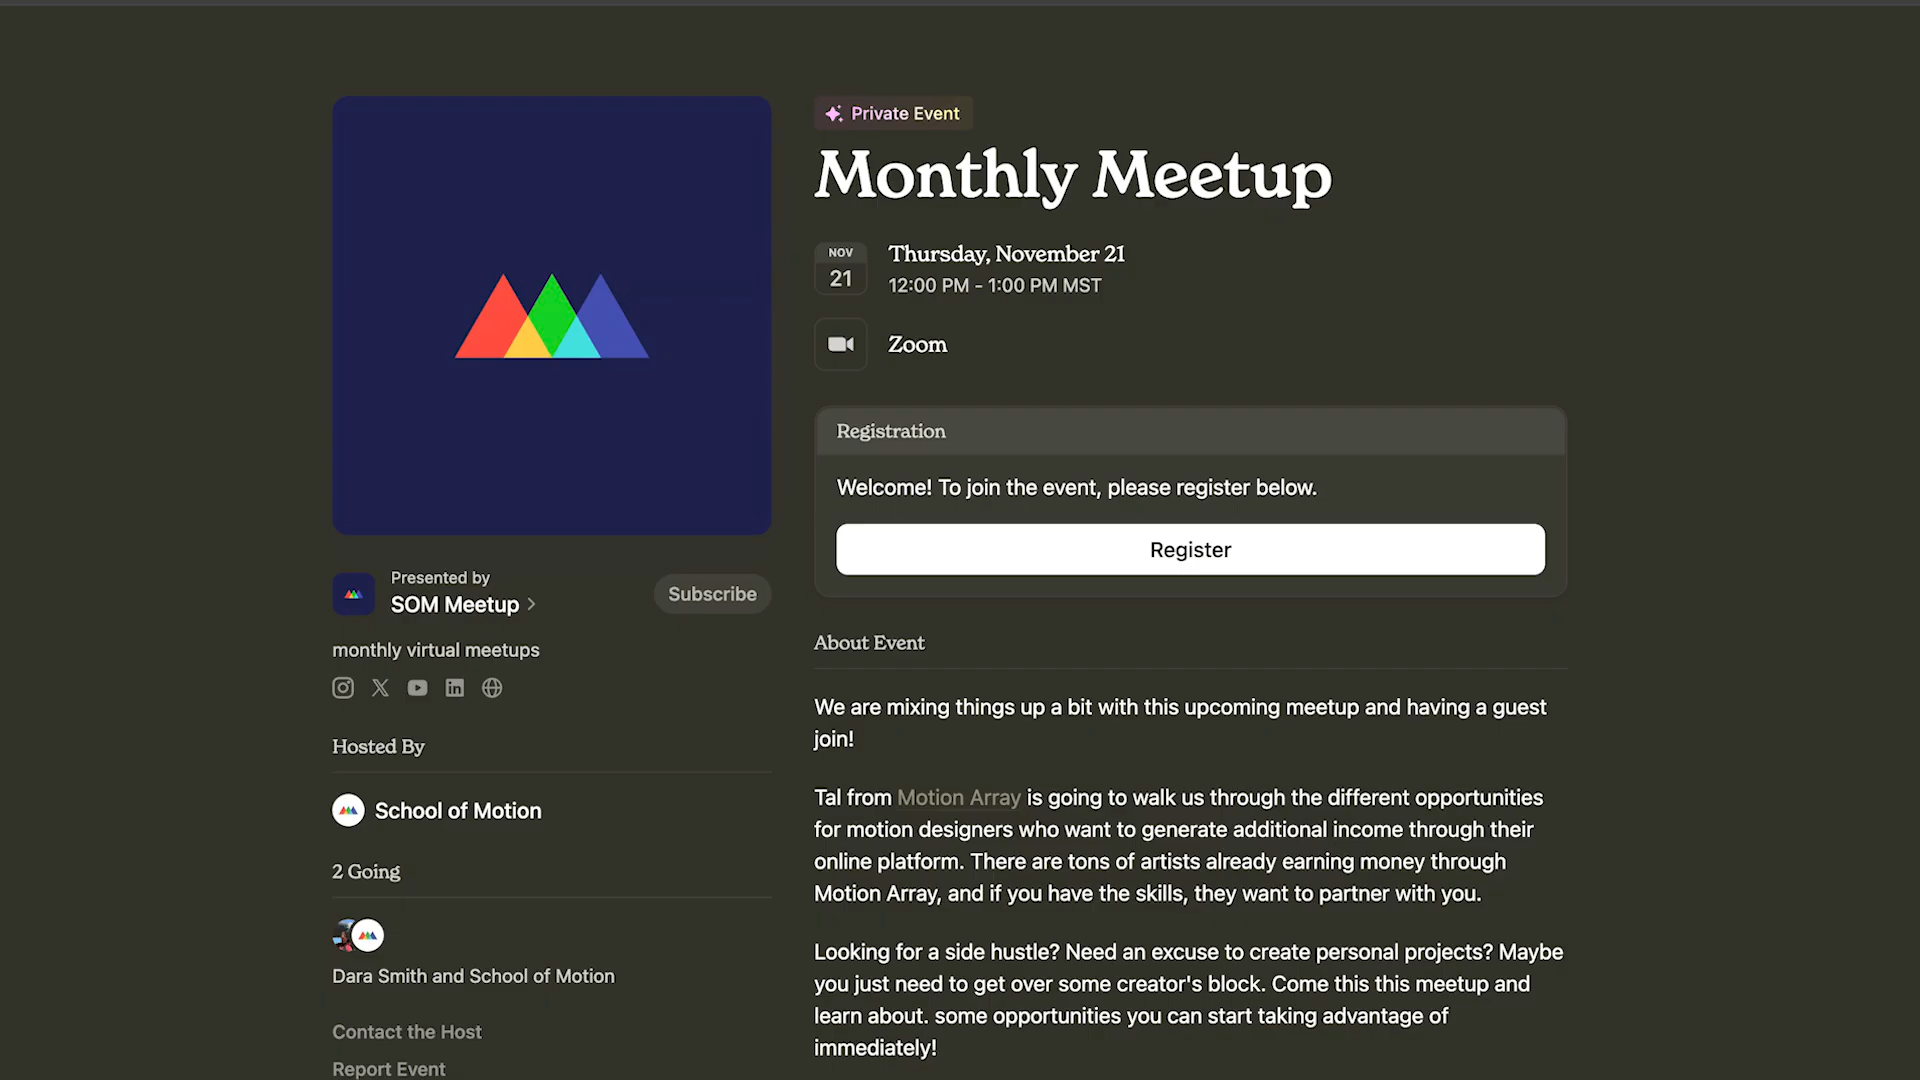 Private Event
Monthly Meetup
NOV
21
Thursday, November 21
12:00 PM - 1:00 PM MST
Zoom
Registration
Welcome! To join the event, please register below.
Register
About Event
We are mixing things up a bit with this upcoming meetup and having a guest
join!
Tal from Motion Array is going to walk us through the different opportunities
for motion designers who want to generate additional income through their
online platform. There are tons of artists already earning money through
Motion Array, and if you have the skills, they want to partner with you.
Looking for a side hustle? Need an excuse to create personal projects? Maybe
you just need to get over some creator's block. Come this this meetup and
learn about. some opportunities you can start taking advantage of
immediately!
Presented by
SOM Meetup
Subscribe
monthly virtual meetups
Hosted By
School of Motion
2 Going
Dara Smith and School of Motion
Contact the Host
Report Event